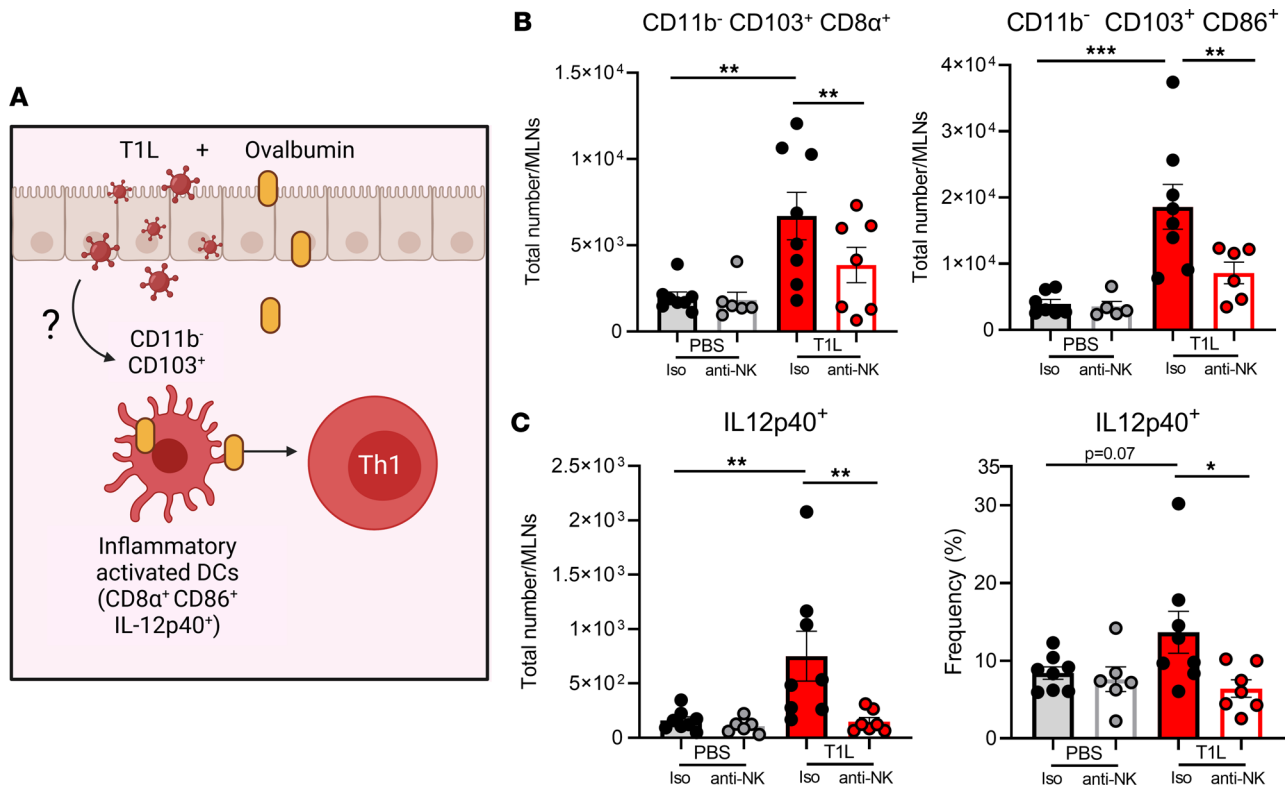 A
T1L + Ovalbumin
?
CD11b-
CD103+
Th1
Inflammatory
activated DCs
(CD8α+ CD86+
IL-12p40+)
B
CD11b- CD103+ CD8α+
Total number/MLNs
1.5×10⁴
1×10⁴
5×10³
0
**
**
PBS
T1L
Iso anti-NK Iso anti-NK
CD11b- CD103+ CD86+
Total number/MLNs
4×10⁴
3×10⁴
2×10⁴
1×10⁴
0
***
**
PBS
T1L
Iso anti-NK Iso anti-NK
C
IL12p40+
Total number/MLNs
2.5×10³
2×10³
1×10³
5×10²
0
**
**
PBS
T1L
Iso anti-NK Iso anti-NK
IL12p40+
Frequency (%)
35
30
20
10
0
p=0.07
*
PBS
T1L
Iso anti-NK Iso anti-NK